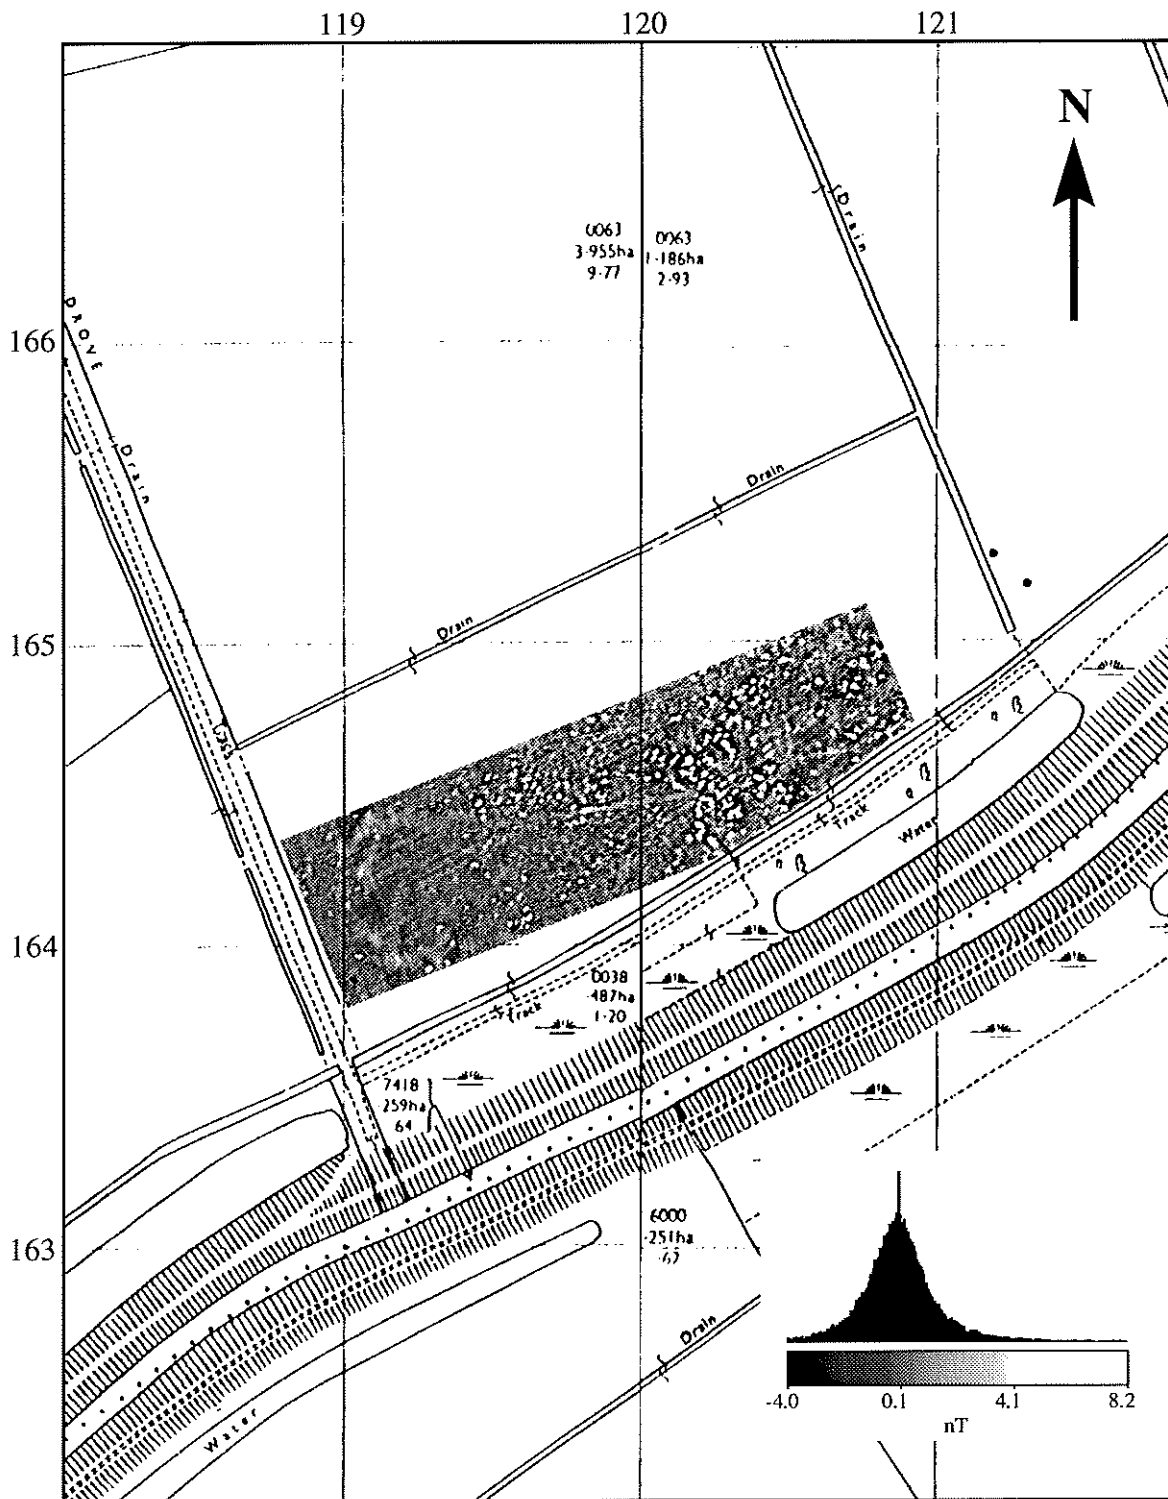 119 120 121
N
Drain
0063
3·955ha
9·77
0063
1·186ha
2·93
166
DROVE
Drain
Drain
Drain
165
Track
Water
164
0038
·487ha
1·20
Track
7418
·259ha
·64
163
6000
·251ha
·62
Drain
Water
-4.0 0.1 4.1 8.2
nT